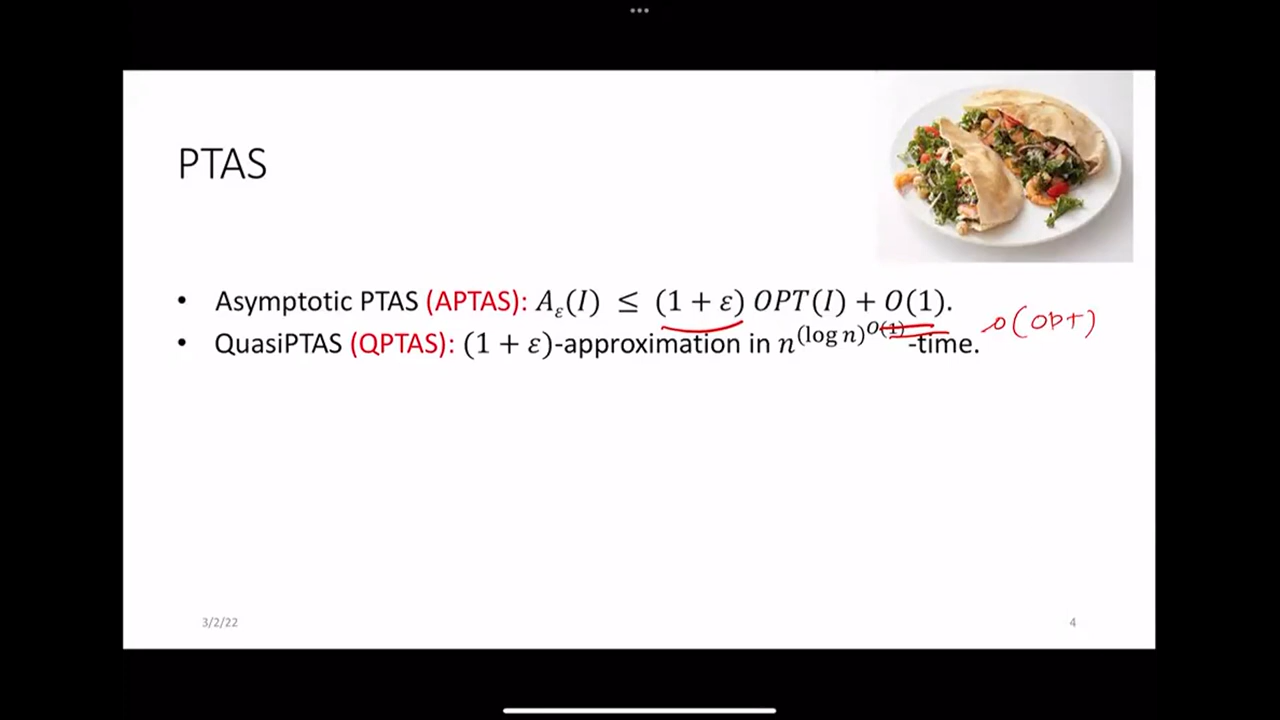 PTAS
• Asymptotic PTAS (APTAS): A_ε(I) ≤ (1 + ε) OPT(I) + O(1).
o(OPT)
• QuasiPTAS (QPTAS): (1 + ε)-approximation in n^{(log n)^{O(1)}}-time.
3/2/22
4